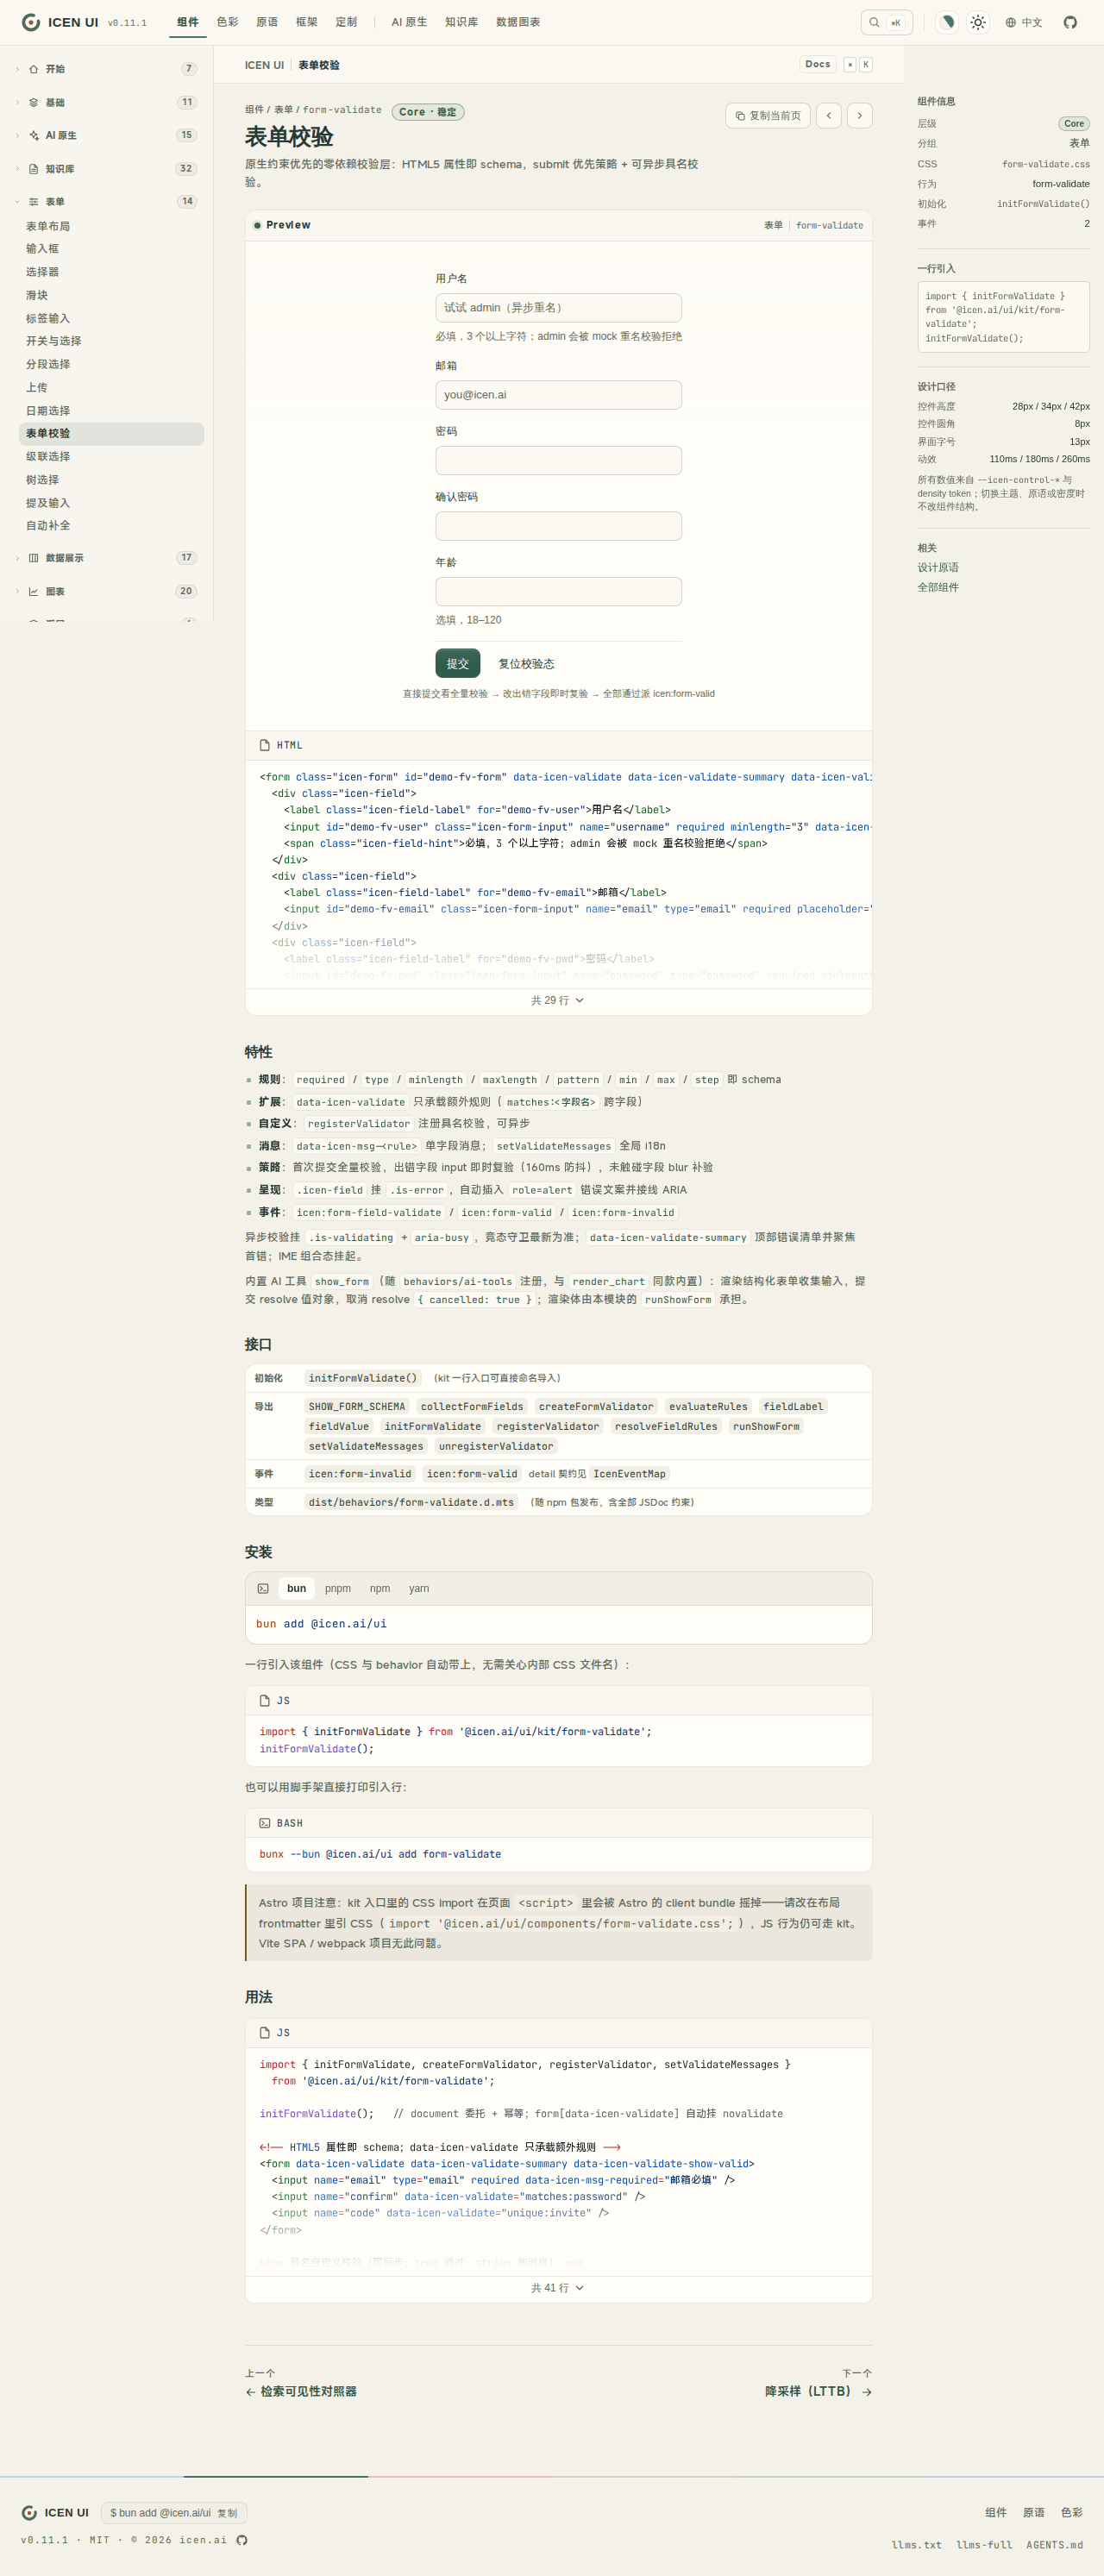 ICEN UI v0.11.1 组件 色彩 原语 框架 定制 AI 原生 知识库 数据图表 ⌘K 中文
开始 7
基础 11
AI 原生 15
知识库 32
表单 14
表单布局
输入框
选择器
滑块
标签输入
开关与选择
分段选择
上传
日期选择
表单校验
级联选择
树选择
提及输入
自动补全
数据展示 17
图表 20
ICEN UI 表单校验 Docs ⌘ K
组件 / 表单 / form-validate Core · 稳定
表单校验
复制当前页
原生约束优先的零依赖校验层：HTML5 属性即 schema，submit 优先策略 + 可异步具名校
验。
Preview 表单 form-validate
用户名
试试 admin（异步重名）
必填，3 个以上字符；admin 会被 mock 重名校验拒绝
邮箱
you@icen.ai
密码
确认密码
年龄
选填，18–120
提交 复位校验态
直接提交看全量校验 → 改出错字段即时复验 → 全部通过派 icen:form-valid
HTML
<form class="icen-form" id="demo-fv-form" data-icen-validate data-icen-validate-summary data-icen-vali
<div class="icen-field">
<label class="icen-field-label" for="demo-fv-user">用户名</label>
<input id="demo-fv-user" class="icen-form-input" name="username" required minlength="3" data-icen-
<span class="icen-field-hint">必填，3 个以上字符；admin 会被 mock 重名校验拒绝</span>
</div>
<div class="icen-field">
<label class="icen-field-label" for="demo-fv-email">邮箱</label>
<input id="demo-fv-email" class="icen-form-input" name="email" type="email" required placeholder="
</div>
<div class="icen-field">
<label class="icen-field-label" for="demo-fv-pwd">密码</label>
<input id="demo-fv-pwd" class="icen-form-input" name="password" type="password" required minlength
共 29 行
特性
规则：required / type / minlength / maxlength / pattern / min / max / step 即 schema
扩展：data-icen-validate 只承载额外规则（ matches:<字段名> 跨字段）
自定义：registerValidator 注册具名校验，可异步
消息：data-icen-msg-<rule> 单字段消息；setValidateMessages 全局 i18n
策略：首次提交全量校验，出错字段 input 即时复验（160ms 防抖），未触碰字段 blur 补验
呈现：.icen-field 挂 .is-error，自动插入 role=alert 错误文案并接线 ARIA
事件：icen:form-field-validate / icen:form-valid / icen:form-invalid
异步校验挂 .is-validating + aria-busy，竞态守卫最新为准；data-icen-validate-summary 顶部错误清单并聚焦
首错；IME 组合态挂起。
内置 AI 工具 show_form（随 behaviors/ai-tools 注册，与 render_chart 同款内置）：渲染结构化表单收集输入，提
交 resolve 值对象，取消 resolve { cancelled: true }；渲染体由本模块的 runShowForm 承担。
接口
初始化 initFormValidate() （kit 一行入口可直接命名导入）
导出 SHOW_FORM_SCHEMA collectFormFields createFormValidator evaluateRules fieldLabel
fieldValue initFormValidate registerValidator resolveFieldRules runShowForm
setValidateMessages unregisterValidator
事件 icen:form-invalid icen:form-valid detail 契约见 IcenEventMap
类型 dist/behaviors/form-validate.d.mts （随 npm 包发布，含全部 JSDoc 约束）
安装
bun pnpm npm yarn
bun add @icen.ai/ui
一行引入该组件（CSS 与 behavior 自动带上，无需关心内部 CSS 文件名）：
JS
import { initFormValidate } from '@icen.ai/ui/kit/form-validate';
initFormValidate();
也可以用脚手架直接打印引入行：
BASH
bunx --bun @icen.ai/ui add form-validate
Astro 项目注意：kit 入口里的 CSS import 在页面 <script> 里会被 Astro 的 client bundle 摇掉——请改在布局
frontmatter 里引 CSS（ import '@icen.ai/ui/components/form-validate.css'; ），JS 行为仍可走 kit。
Vite SPA / webpack 项目无此问题。
用法
JS
import { initFormValidate, createFormValidator, registerValidator, setValidateMessages }
from '@icen.ai/ui/kit/form-validate';
initFormValidate(); // document 委托 + 幂等；form[data-icen-validate] 自动挂 novalidate
<!-- HTML5 属性即 schema；data-icen-validate 只承载额外规则 -->
<form data-icen-validate data-icen-validate-summary data-icen-validate-show-valid>
<input name="email" type="email" required data-icen-msg-required="邮箱必填" />
<input name="confirm" data-icen-validate="matches:password" />
<input name="code" data-icen-validate="unique:invite" />
</form>
共 41 行
上一个
← 检索可见性对照器
下一个
降采样（LTTB） →
组件信息
层级 Core
分组 表单
CSS form-validate.css
行为 form-validate
初始化 initFormValidate()
事件 2
一行引入
import { initFormValidate }
from '@icen.ai/ui/kit/form-
validate';
initFormValidate();
设计口径
控件高度 28px / 34px / 42px
控件圆角 8px
界面字号 13px
动效 110ms / 180ms / 260ms
所有数值来自 --icen-control-* 与
density token；切换主题、原语或密度时
不改组件结构。
相关
设计原语
全部组件
ICEN UI $ bun add @icen.ai/ui 复制
v0.11.1 · MIT · © 2026 icen.ai
组件 原语 色彩
llms.txt llms-full AGENTS.md